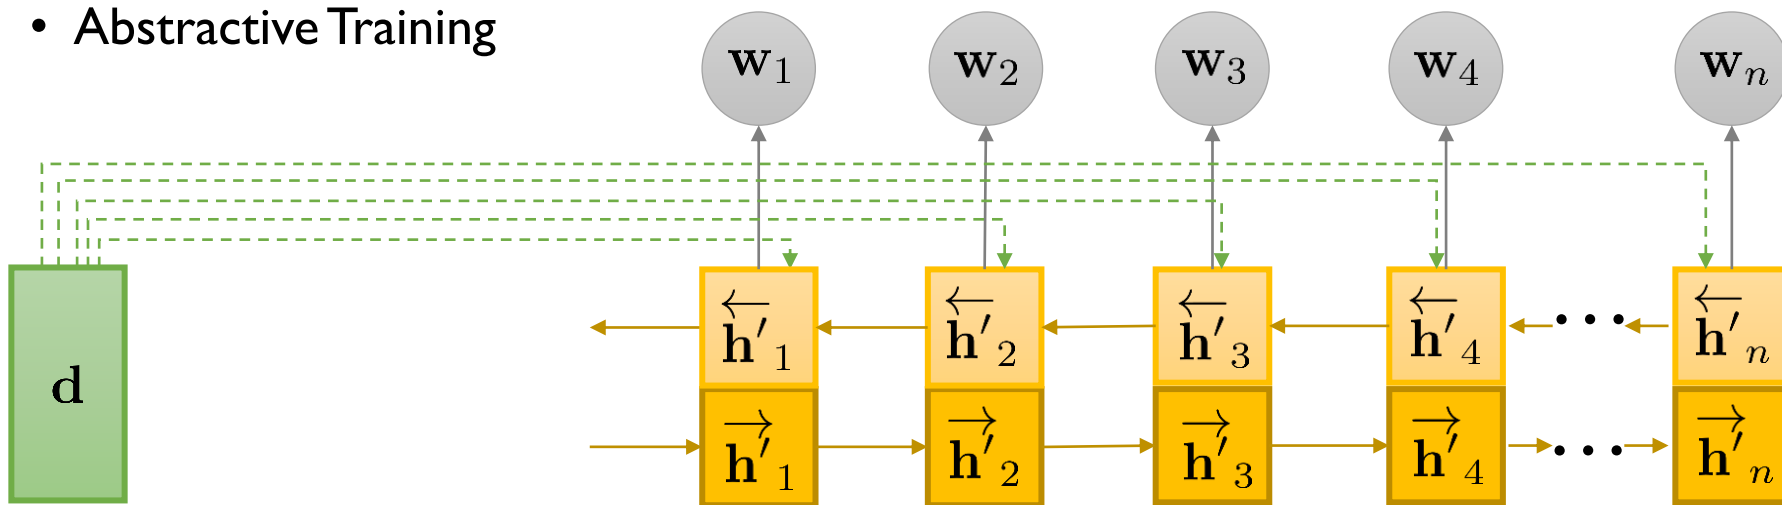 • Abstractive Training
w₁ w₂ w₃ w₄ wₙ
d
←h'₁ ←h'₂ ←h'₃ ←h'₄ ... ←h'ₙ
→h'₁ →h'₂ →h'₃ →h'₄ ... →h'ₙ